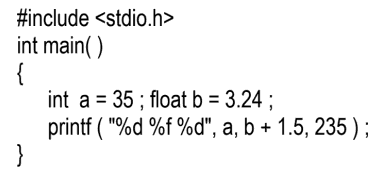 #include <stdio.h>
int main( )
{
int a = 35 ; float b = 3.24 ;
printf ( "%d %f %d", a, b + 1.5, 235 ) ;
}